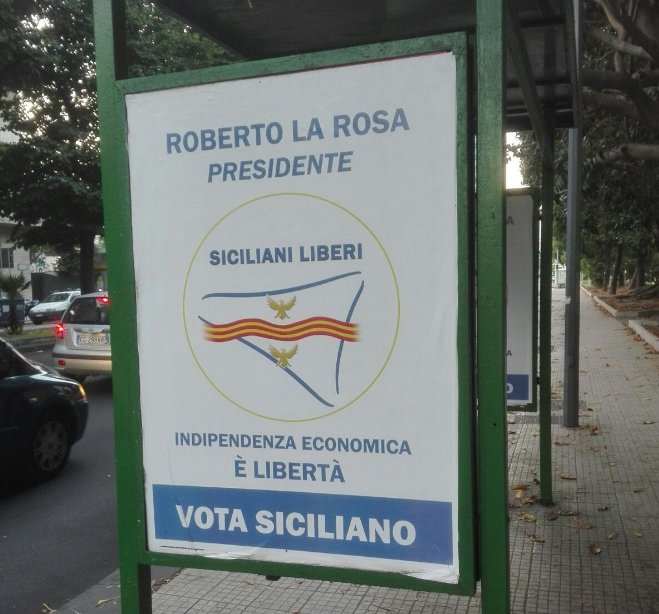 ROBERTO LA ROSA
PRESIDENTE
SICILIANI LIBERI
INDIPENDENZA ECONOMICA
È LIBERTÀ
VOTA SICILIANO